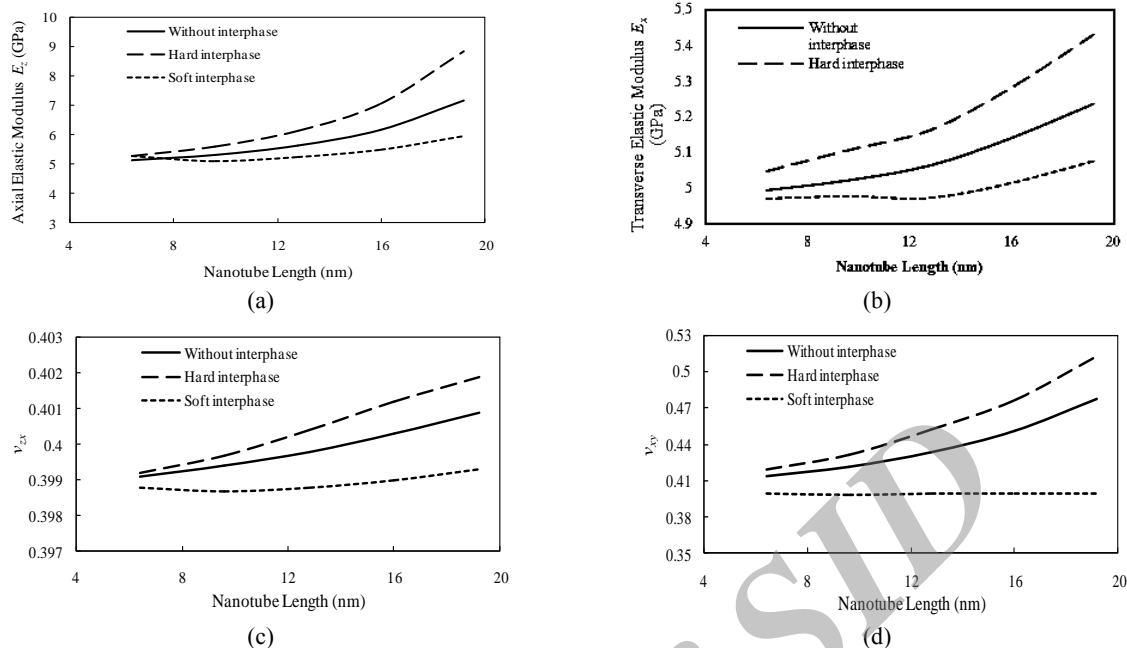 10
9
8
7
6
5
4
3
4 8 12 16 20
Axial Elastic Modulus E_z (GPa)
Without interphase
Hard interphase
Soft interphase
Nanotube Length (nm)
(a)
5.5
5.4
5.3
5.2
5.1
5
4.9
4 8 12 16 20
Transverse Elastic Modulus E_x
(GPa)
Without
interphase
Hard interphase
Nanotube Length (nm)
(b)
0.403
0.402
0.401
0.4
0.399
0.398
0.397
4 8 12 16 20
ν_zx
Without interphase
Hard interphase
Soft interphase
Nanotube Length (nm)
(c)
0.53
0.5
0.47
0.44
0.41
0.38
0.35
4 8 12 16 20
ν_xy
Without interphase
Hard interphase
Soft interphase
Nanotube Length (nm)
(d)
SID